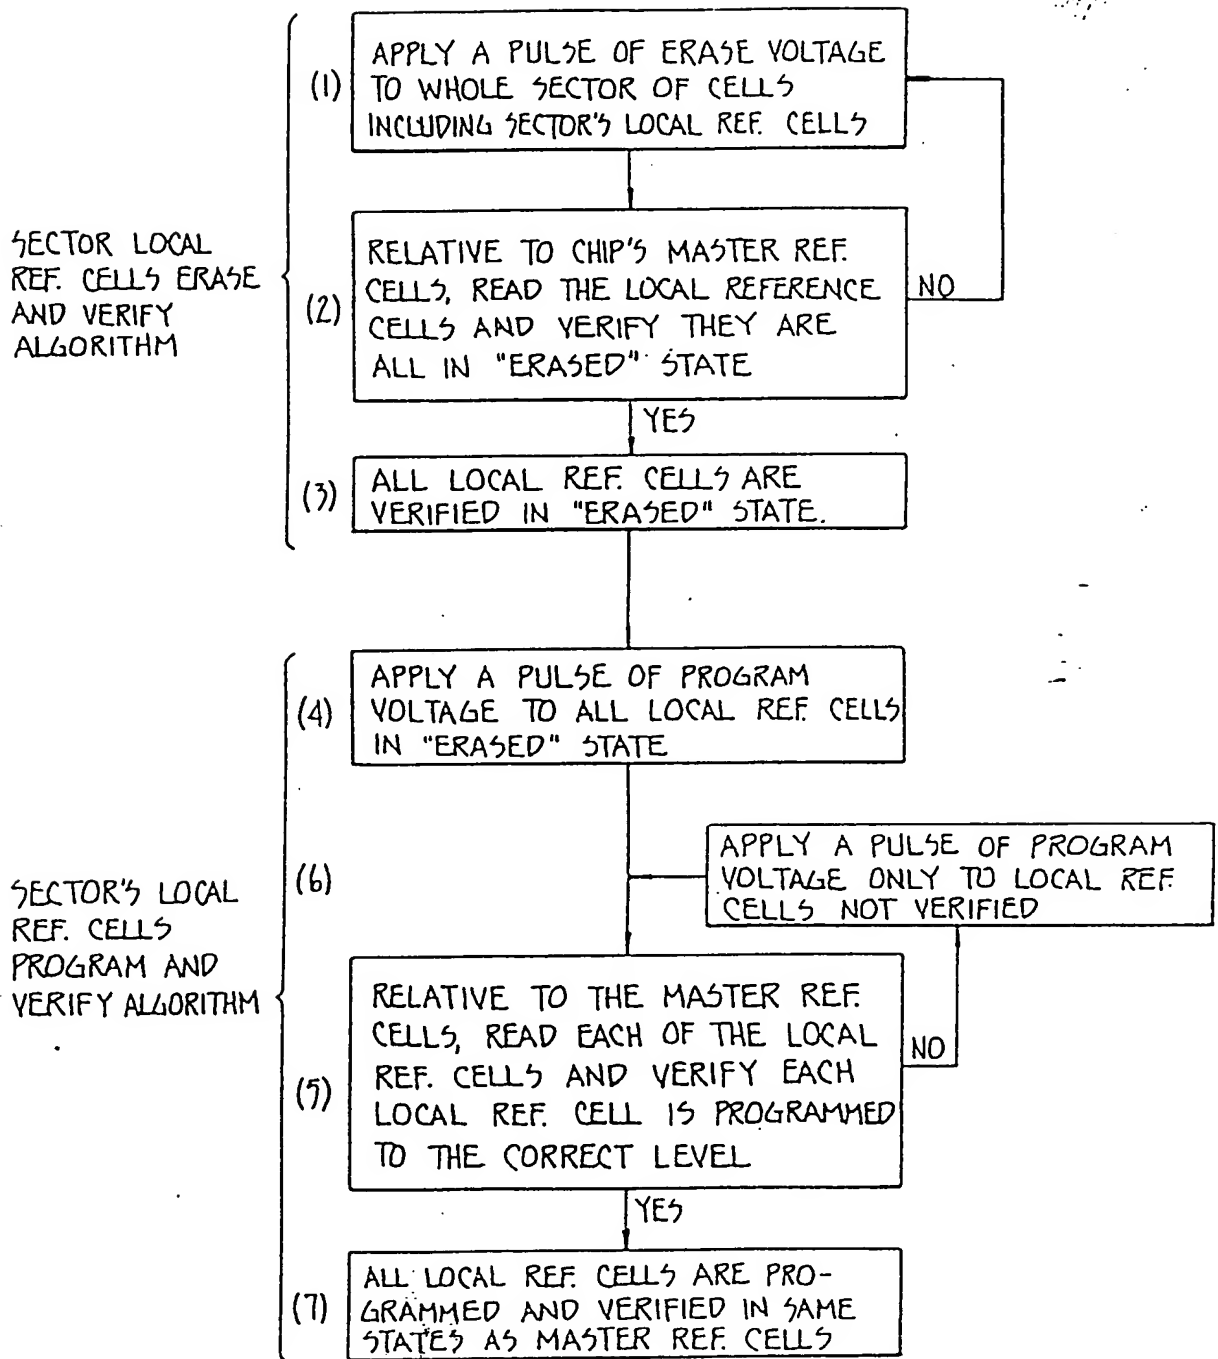 (1)
APPLY A PULSE OF ERASE VOLTAGE
TO WHOLE SECTOR OF CELLS
INCLUDING SECTOR'S LOCAL REF. CELLS
SECTOR LOCAL
REF. CELLS ERASE
AND VERIFY
ALGORITHM
(2)
RELATIVE TO CHIP'S MASTER REF.
CELLS, READ THE LOCAL REFERENCE
CELLS AND VERIFY THEY ARE
ALL IN "ERASED" STATE
NO
YES
(3)
ALL LOCAL REF. CELLS ARE
VERIFIED IN "ERASED" STATE.
(4)
APPLY A PULSE OF PROGRAM
VOLTAGE TO ALL LOCAL REF. CELLS
IN "ERASED" STATE
(6)
APPLY A PULSE OF PROGRAM
VOLTAGE ONLY TO LOCAL REF.
CELLS NOT VERIFIED
SECTOR'S LOCAL
REF. CELLS
PROGRAM AND
VERIFY ALGORITHM
(5)
RELATIVE TO THE MASTER REF.
CELLS, READ EACH OF THE LOCAL
REF. CELLS AND VERIFY EACH
LOCAL REF. CELL IS PROGRAMMED
TO THE CORRECT LEVEL
NO
YES
(7)
ALL LOCAL REF. CELLS ARE PRO-
GRAMMED AND VERIFIED IN SAME
STATES AS MASTER REF. CELLS